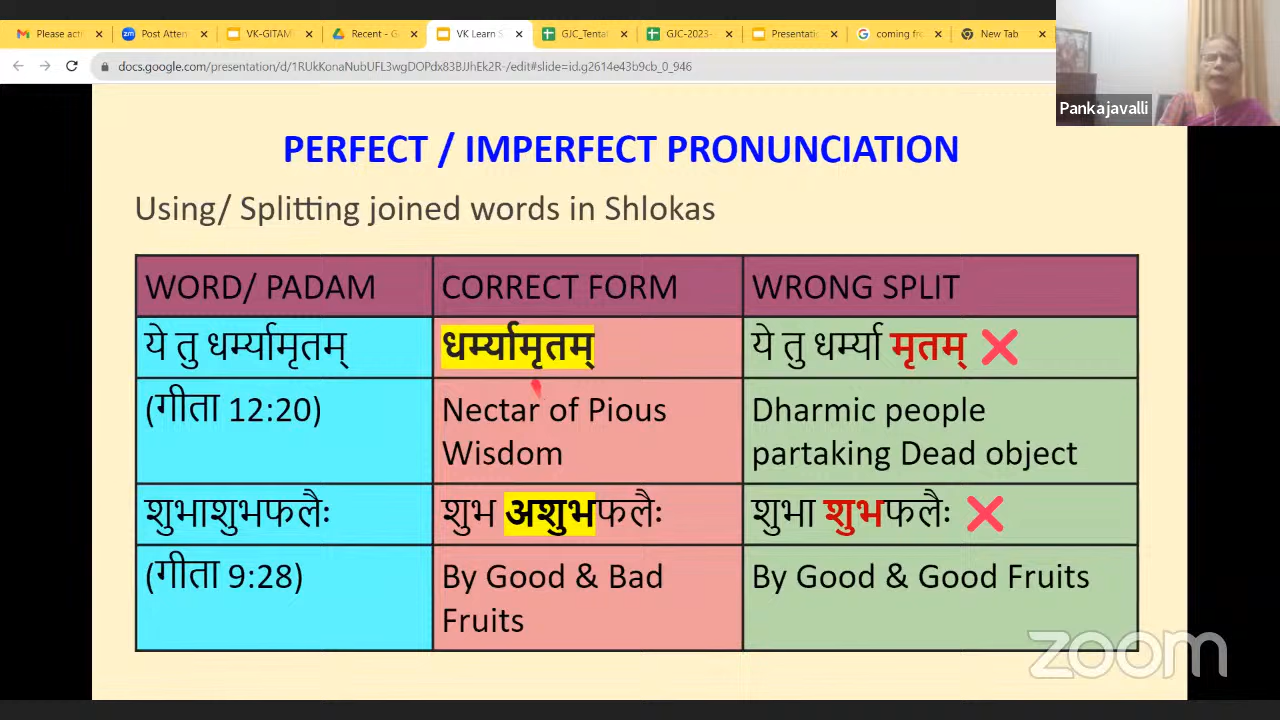 Please act
Post Atten
VK-GITAM
Recent - G
VK Learn S
GJC_Tental
GJC-2023-
Presentatio
coming fro
New Tab
docs.google.com/presentation/d/1RUkKonaNubUFL3wgDOPdx83BJJhEk2R-/edit#slide=id.g2614e43b9cb_0_946
Pankajavalli
PERFECT / IMPERFECT PRONUNCIATION
Using/ Splitting joined words in Shlokas
WORD/ PADAM CORRECT FORM WRONG SPLIT
ये तु धर्म्यामृतम् धर्म्यामृतम् ये तु धर्म्या मृतम् ❌
(गीता 12:20) Nectar of Pious Dharmic people
Wisdom partaking Dead object
शुभाशुभफलैः शुभ अशुभफलैः शुभा शुभफलैः ❌
(गीता 9:28) By Good & Bad By Good & Good Fruits
Fruits
zoom